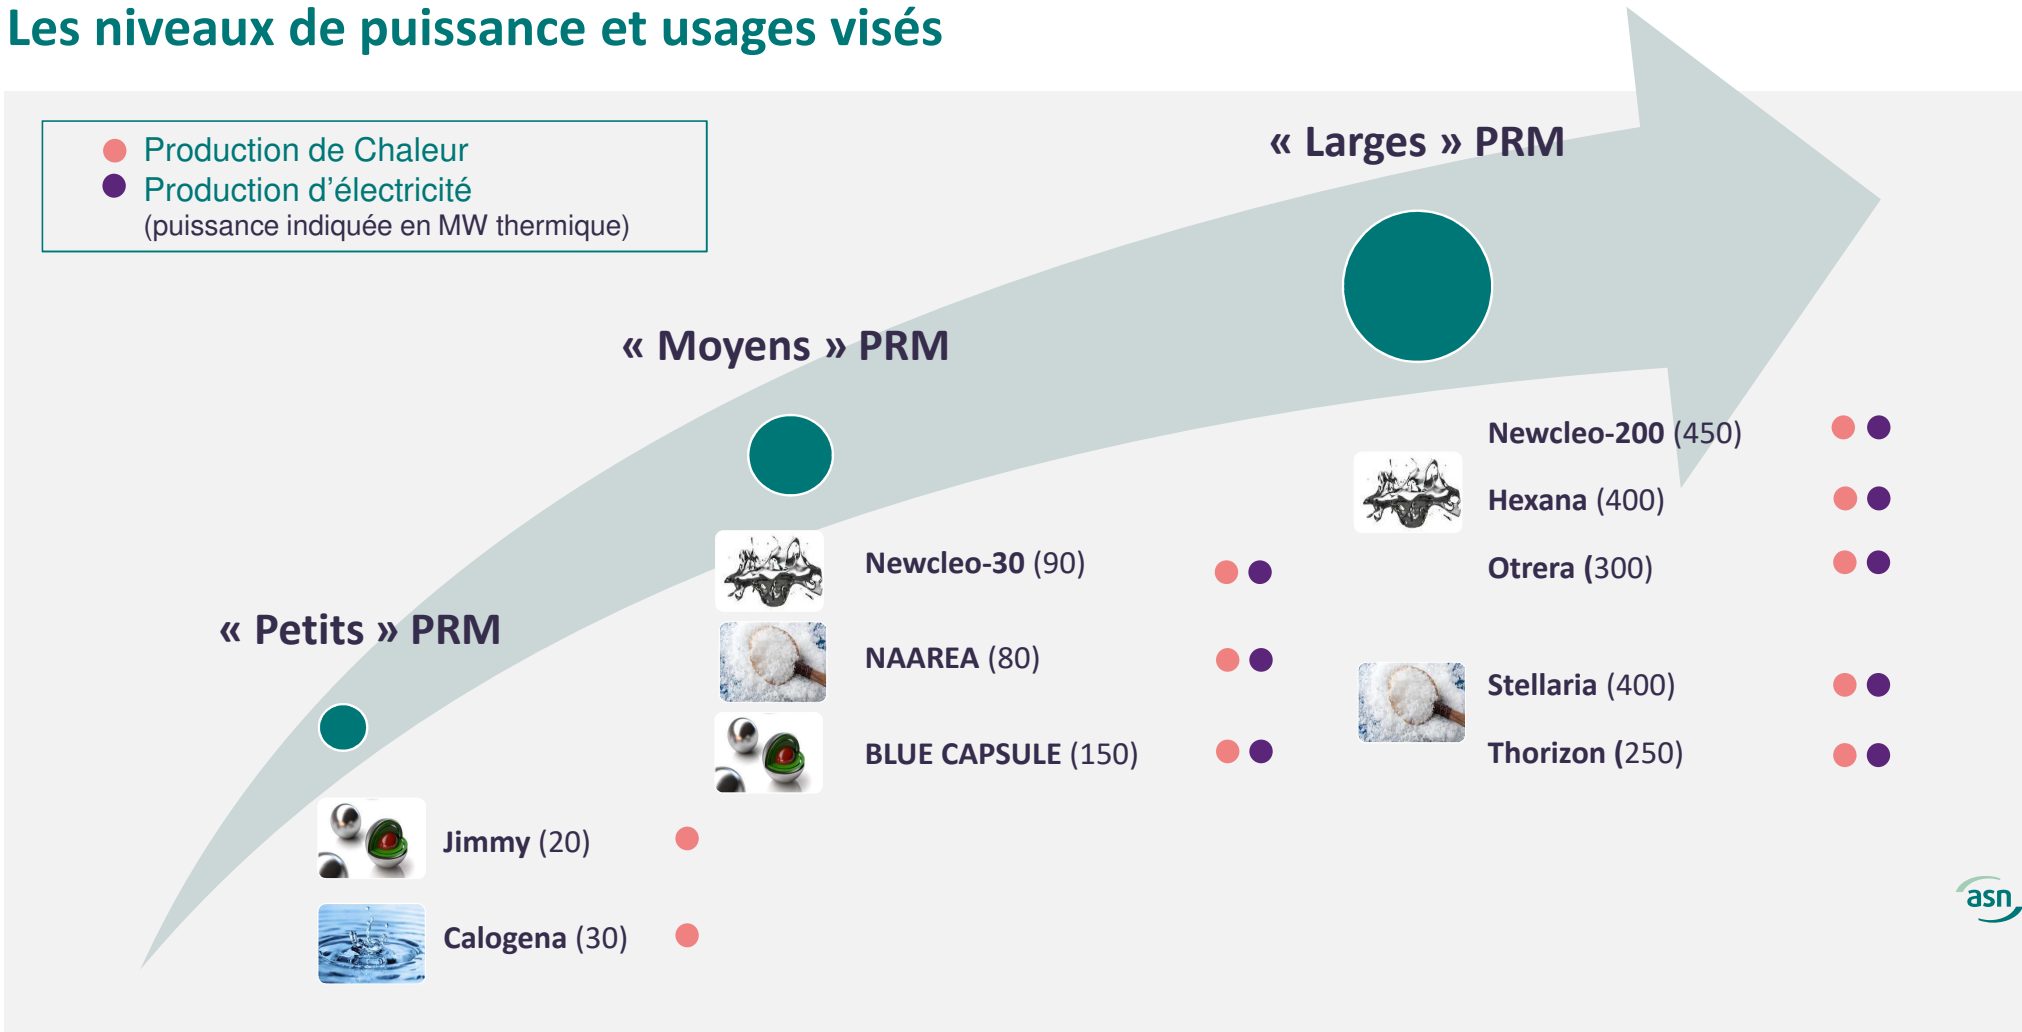 Les niveaux de puissance et usages visés
Production de Chaleur
Production d’électricité
(puissance indiquée en MW thermique)
« Larges » PRM
« Moyens » PRM
« Petits » PRM
Jimmy (20)
Calogena (30)
Newcleo-30 (90)
NAAREA (80)
BLUE CAPSULE (150)
Newcleo-200 (450)
Hexana (400)
Otrera (300)
Stellaria (400)
Thorizon (250)
asn